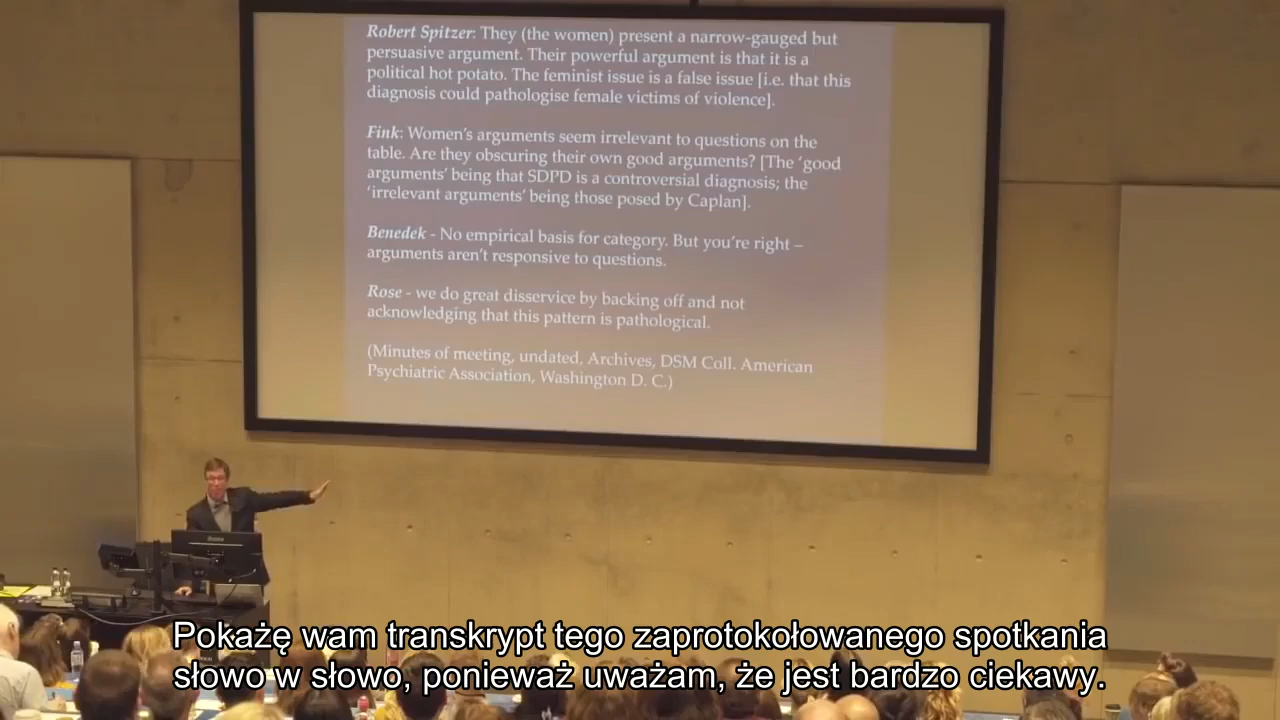 Robert Spitzer: They (the women) present a narrow-gauged but
persuasive argument. Their powerful argument is that it is a
political hot potato. The feminist issue is a false issue [i.e. that this
diagnosis could pathologise female victims of violence].
Fink: Women's arguments seem irrelevant to questions on the
table. Are they obscuring their own good arguments? [The 'good
arguments' being that SDPD is a controversial diagnosis; the
'irrelevant arguments' being those posed by Caplan].
Benedek - No empirical basis for category. But you're right –
arguments aren't responsive to questions.
Rose - we do great disservice by backing off and not
acknowledging that this pattern is pathological.
(Minutes of meeting, undated, Archives, DSM Coll. American
Psychiatric Association, Washington D. C.)
Pokażę wam transkrypt tego zaprotokołowanego spotkania
słowo w słowo, ponieważ uważam, że jest bardzo ciekawy.